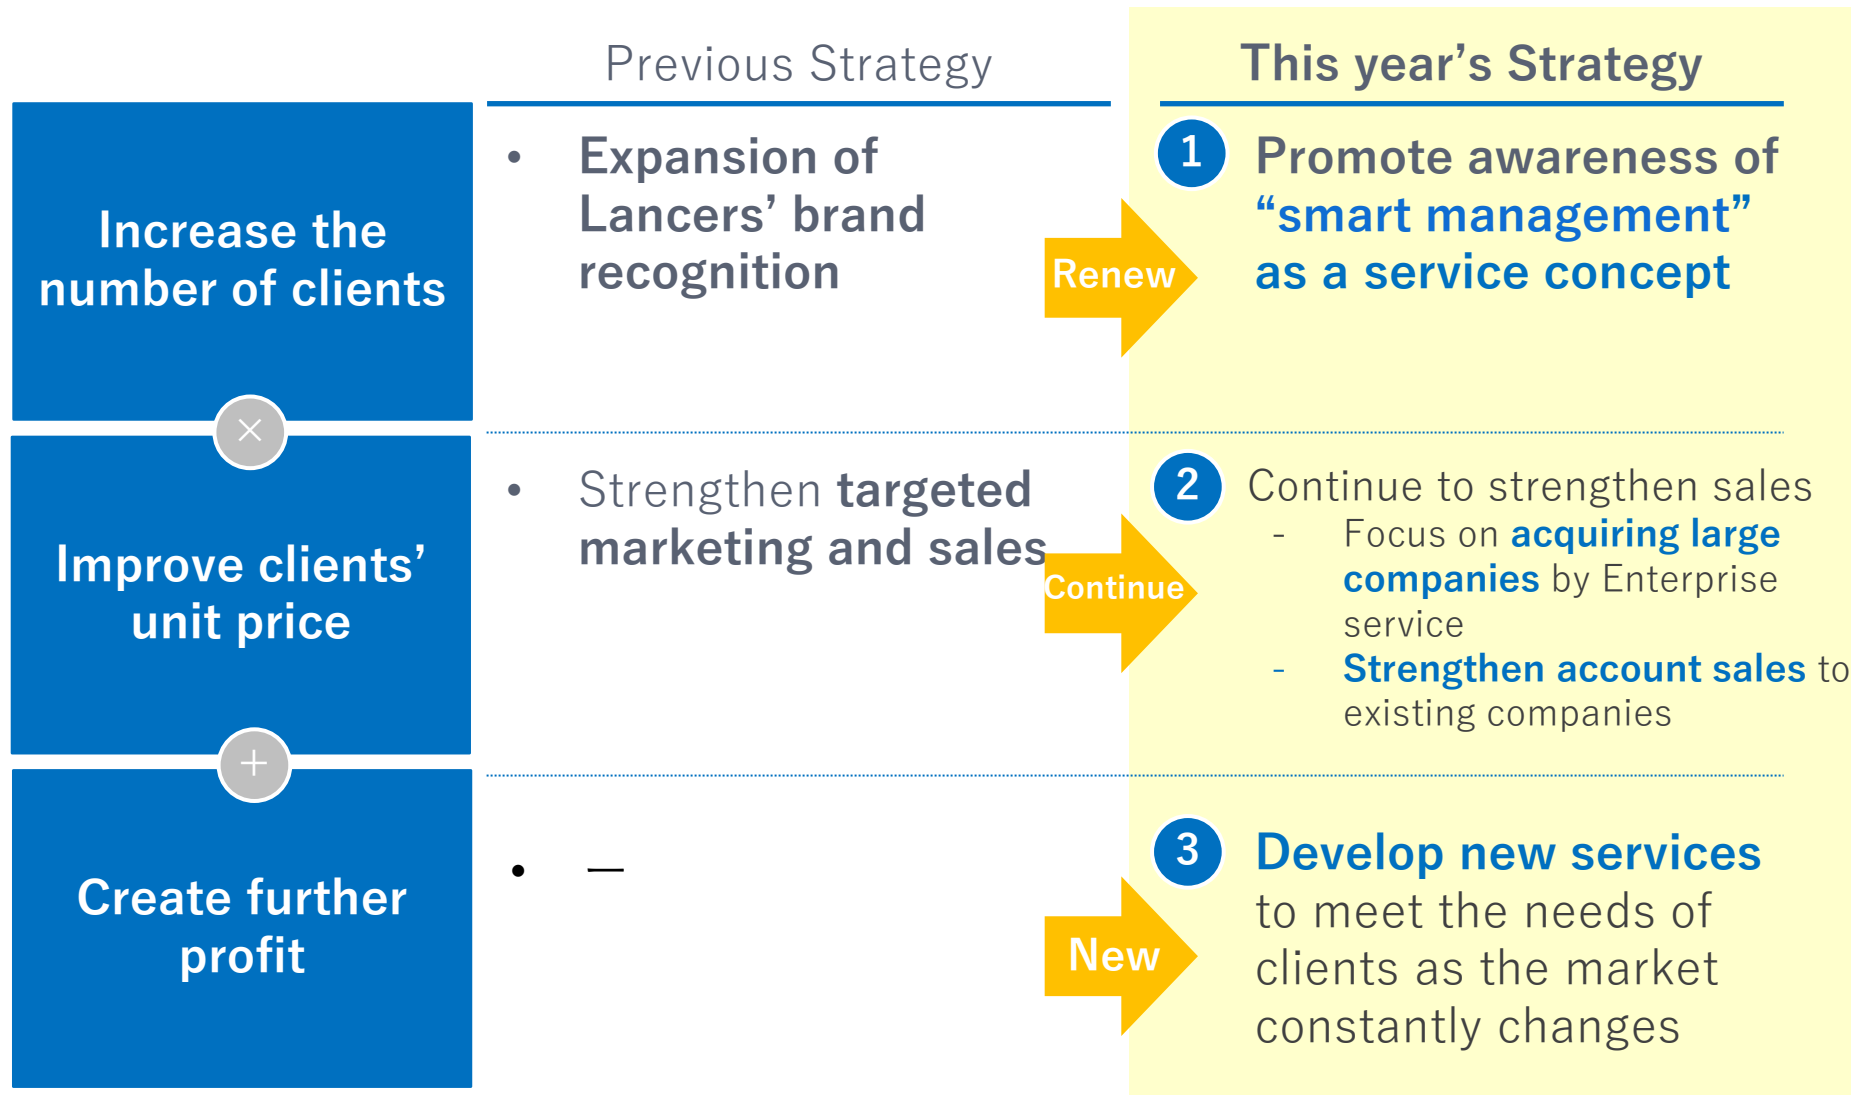 Previous Strategy
This year’s Strategy
Increase the
number of clients
• Expansion of
Lancers’ brand
recognition
Renew
1 Promote awareness of
“smart management”
as a service concept
×
Improve clients’
unit price
• Strengthen targeted
marketing and sales
Continue
2 Continue to strengthen sales
- Focus on acquiring large
companies by Enterprise
service
- Strengthen account sales to
existing companies
+
Create further
profit
• —
New
3 Develop new services
to meet the needs of
clients as the market
constantly changes